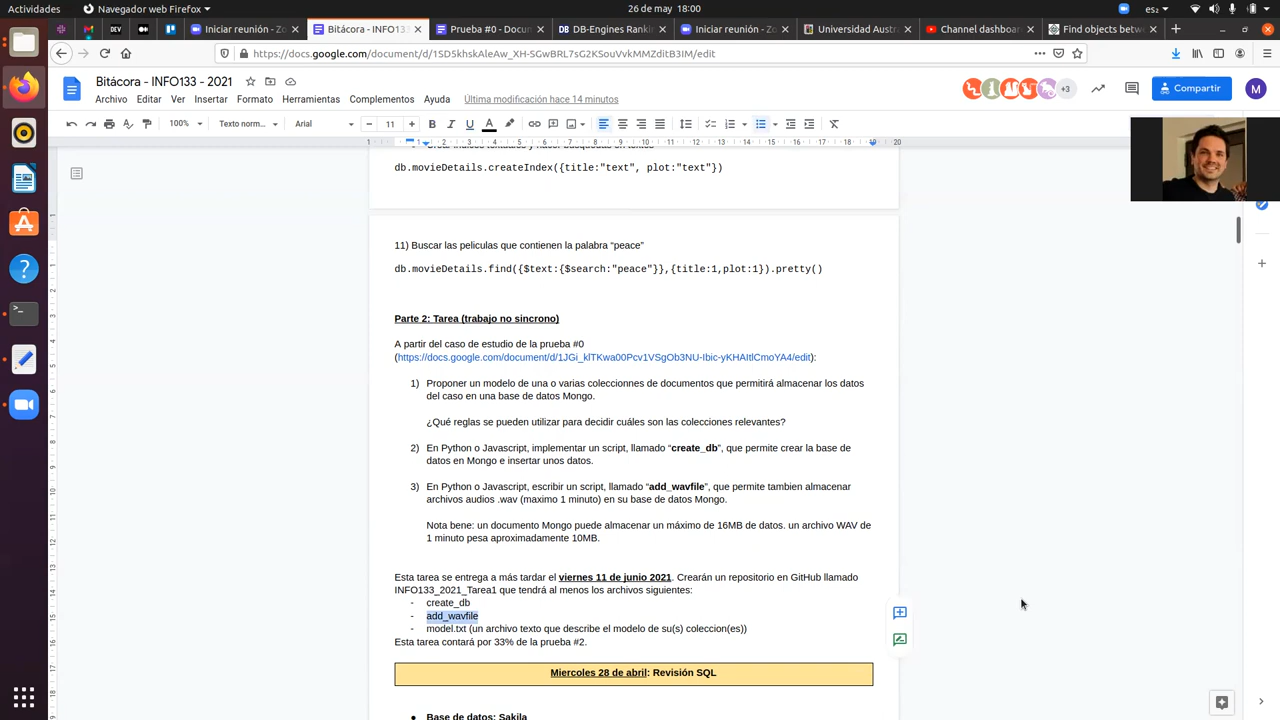 Actividades
Navegador web Firefox
26 de may 18:00
es₂
Iniciar reunión - Zo
Bitácora - INFO133
Prueba #0 - Docun
DB-Engines Rankin
Iniciar reunión - Zo
Universidad Austra
Channel dashboard
Find objects betwe
https://docs.google.com/document/d/1SD5khskAleAw_XH-SGwBRL7sG2KSouVvkMMZditB3IM/edit
Bitácora - INFO133 - 2021
Archivo Editar Ver Insertar Formato Herramientas Complementos Ayuda Última modificación hace 14 minutos
+3
Compartir
M
100% Texto norm... Arial 11
db.movieDetails.createIndex({title:"text", plot:"text"})
11) Buscar las peliculas que contienen la palabra “peace”
db.movieDetails.find({$text:{$search:"peace"}},{title:1,plot:1}).pretty()
Parte 2: Tarea (trabajo no sincrono)
A partir del caso de estudio de la prueba #0
(https://docs.google.com/document/d/1JGi_klTKwa00Pcv1VSgOb3NU-Ibic-yKHAItlCmoYA4/edit):
1) Proponer un modelo de una o varias coleccionnes de documentos que permitirá almacenar los datos
del caso en una base de datos Mongo.
¿Qué reglas se pueden utilizar para decidir cuáles son las colecciones relevantes?
2) En Python o Javascript, implementar un script, llamado “create_db”, que permite crear la base de
datos en Mongo e insertar unos datos.
3) En Python o Javascript, escribir un script, llamado “add_wavfile”, que permite tambien almacenar
archivos audios .wav (maximo 1 minuto) en su base de datos Mongo.
Nota bene: un documento Mongo puede almacenar un máximo de 16MB de datos. un archivo WAV de
1 minuto pesa aproximadamente 10MB.
Esta tarea se entrega a más tardar el viernes 11 de junio 2021. Crearán un repositorio en GitHub llamado
INFO133_2021_Tarea1 que tendrá al menos los archivos siguientes:
- create_db
- add_wavfile
- model.txt (un archivo texto que describe el modelo de su(s) coleccion(es))
Esta tarea contará por 33% de la prueba #2.
Miercoles 28 de abril: Revisión SQL
● Base de datos: Sakila